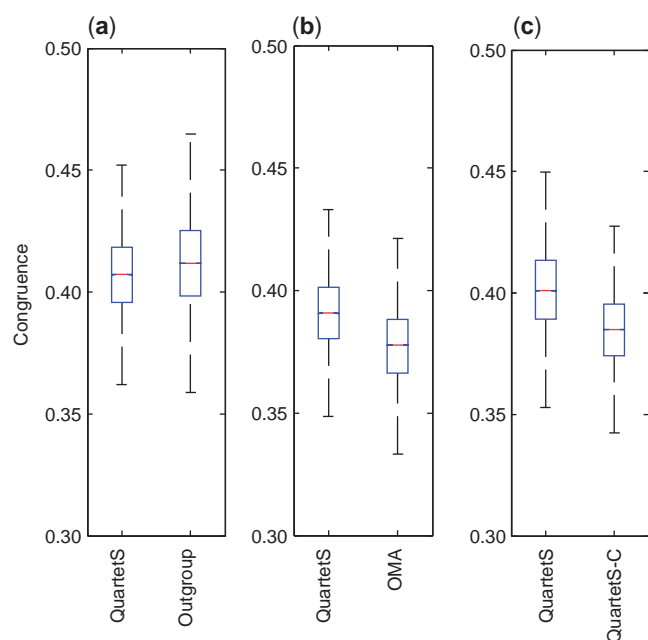 (a) (b) (c)
0.50 0.50 0.50
0.45 0.45 0.45
0.40 0.40 0.40
0.35 0.35 0.35
0.30 0.30 0.30
Congruence
QuartetS
Outgroup
QuartetS
OMA
QuartetS
QuartetS-C